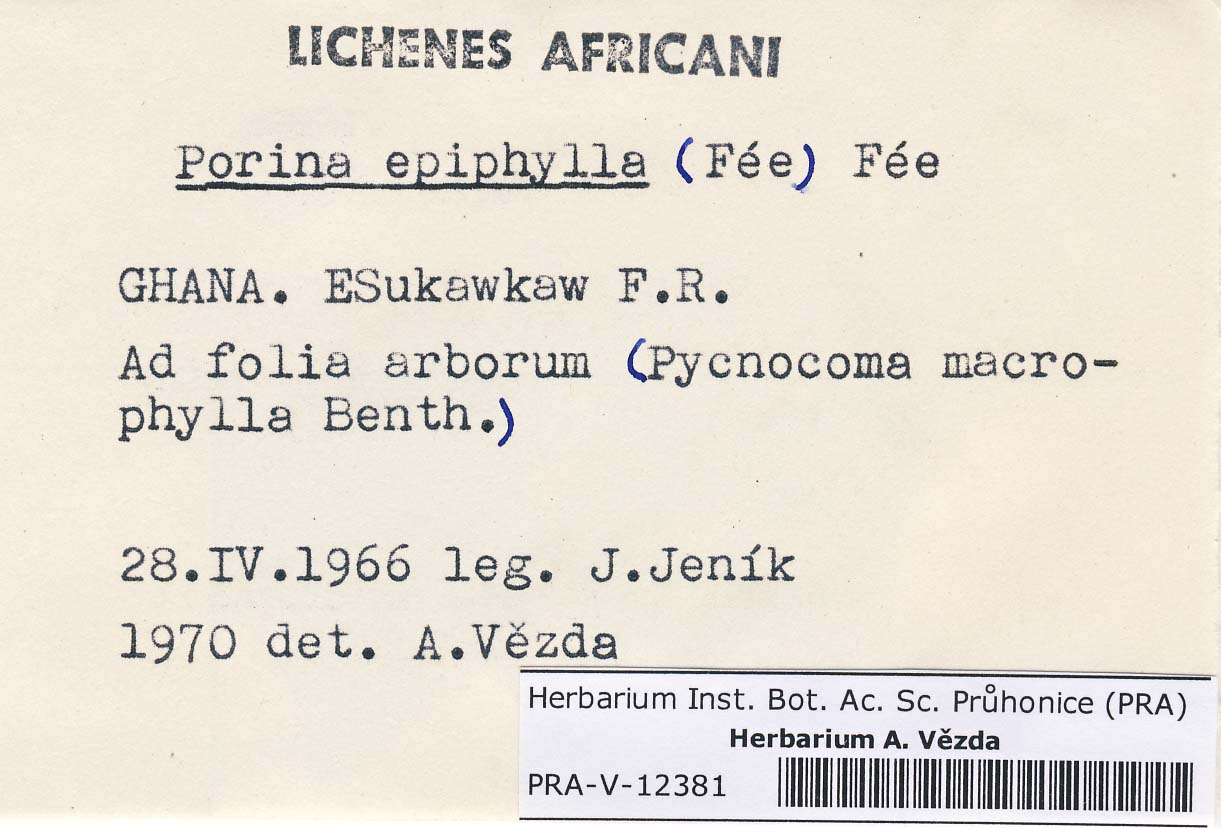 LICHENES AFRICANI
Porina epiphylla (Fée) Fée
GHANA. ESukawkaw F.R.
Ad folia arborum (Pycnocoma macro-
phylla Benth.)
28.IV.1966 leg. J.Jeník
1970 det. A.Vězda
Herbarium Inst. Bot. Ac. Sc. Průhonice (PRA)
Herbarium A. Vězda
PRA-V-12381